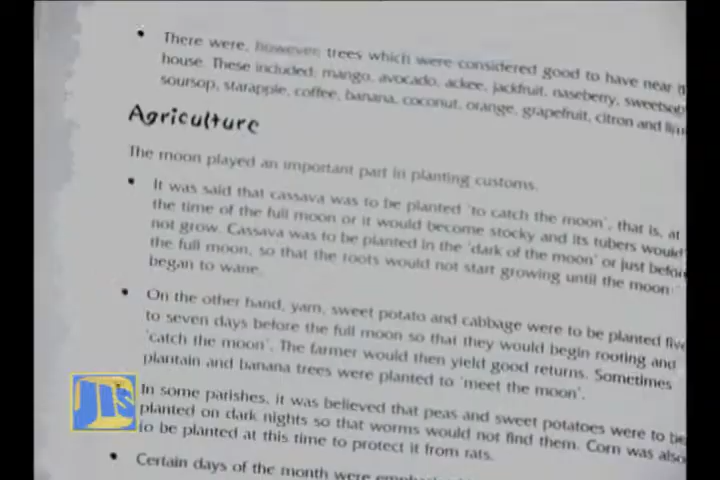 • There were, however, trees which were considered good to have near
house. These included: mango, avocado, ackee, jackfruit, naseberry, sweetsop
soursop, starapple, coffee, banana, coconut, orange, grapefruit, citron and
Agriculture
The moon played an important part in planting customs.
• It was said that cassava was to be planted 'to catch the moon', that is, at
the time of the full moon or it would become stocky and its tubers would
not grow. Cassava was to be planted in the 'dark of the moon' or just before
the full moon, so that the roots would not start growing until the moon
began to wane.
• On the other hand, yam, sweet potato and cabbage were to be planted five
to seven days before the full moon so that they would begin rooting and
'catch the moon'. The farmer would then yield good returns. Sometimes
plantain and banana trees were planted to 'meet the moon'.
In some parishes, it was believed that peas and sweet potatoes were to be
planted on dark nights so that worms would not find them. Corn was also
to be planted at this time to protect it from rats.
• Certain days of the month were
JIS